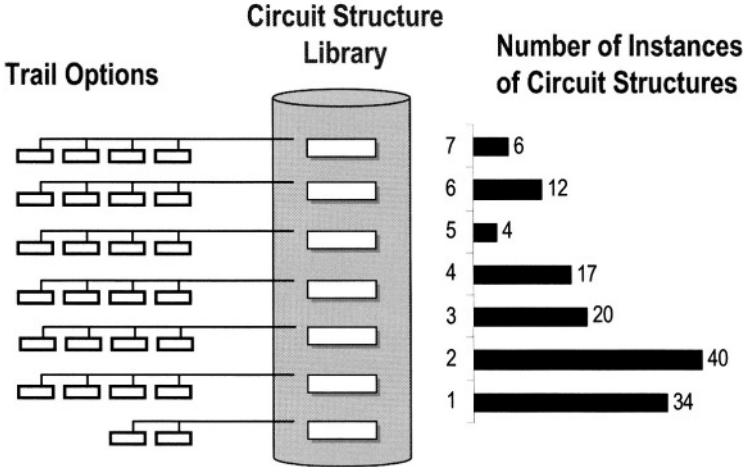 Circuit Structure
Library
Trail Options
Number of Instances
of Circuit Structures
7 6
6 12
5 4
4 17
3 20
2 40
1 34